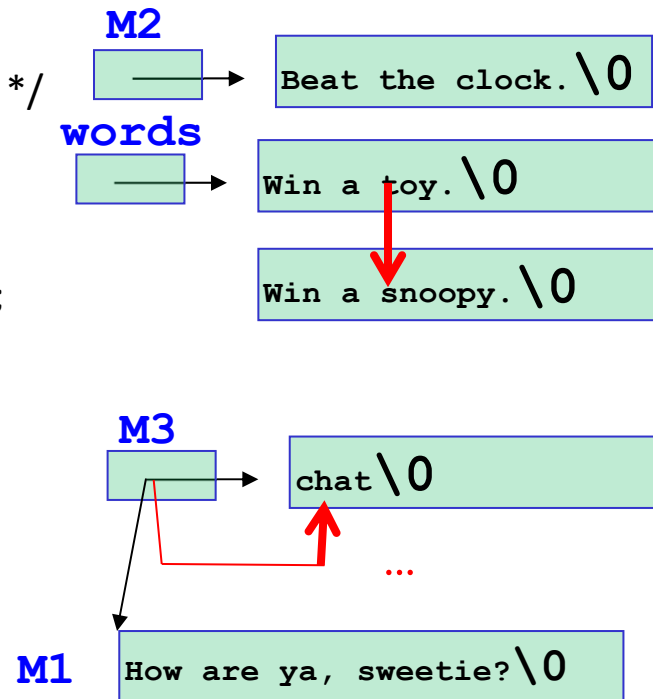 M2
*/ Beat the clock.\0
words
Win a toy.\0
Win a snoopy.\0
M3
chat\0
...
M1 How are ya, sweetie?\0